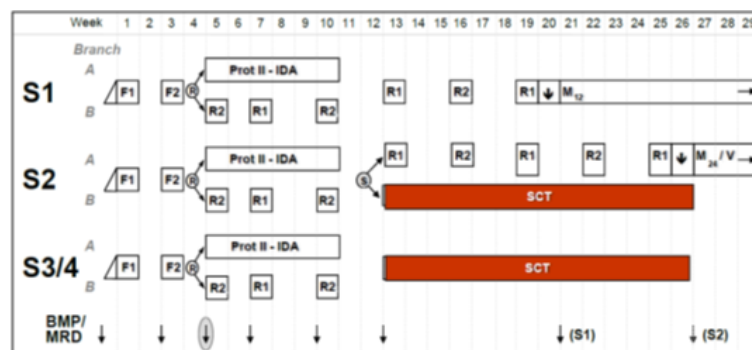 Week 1 2 3 4 5 6 7 8 9 10 11 12 13 14 15 16 17 18 19 20 21 22 23 24 25 26 27 28 29
Branch
A Prot II - IDA
S1 F1 F2 R R1 R2 R1 M12
B R2 R1 R2
A Prot II - IDA R1 R2 R1 R2 R1 M24 / V
S2 F1 F2 R S
B R2 R1 R2 SCT
A Prot II - IDA
S3/4 F1 F2 R SCT
B R2 R1 R2
BMP/
MRD (S1) (S2)